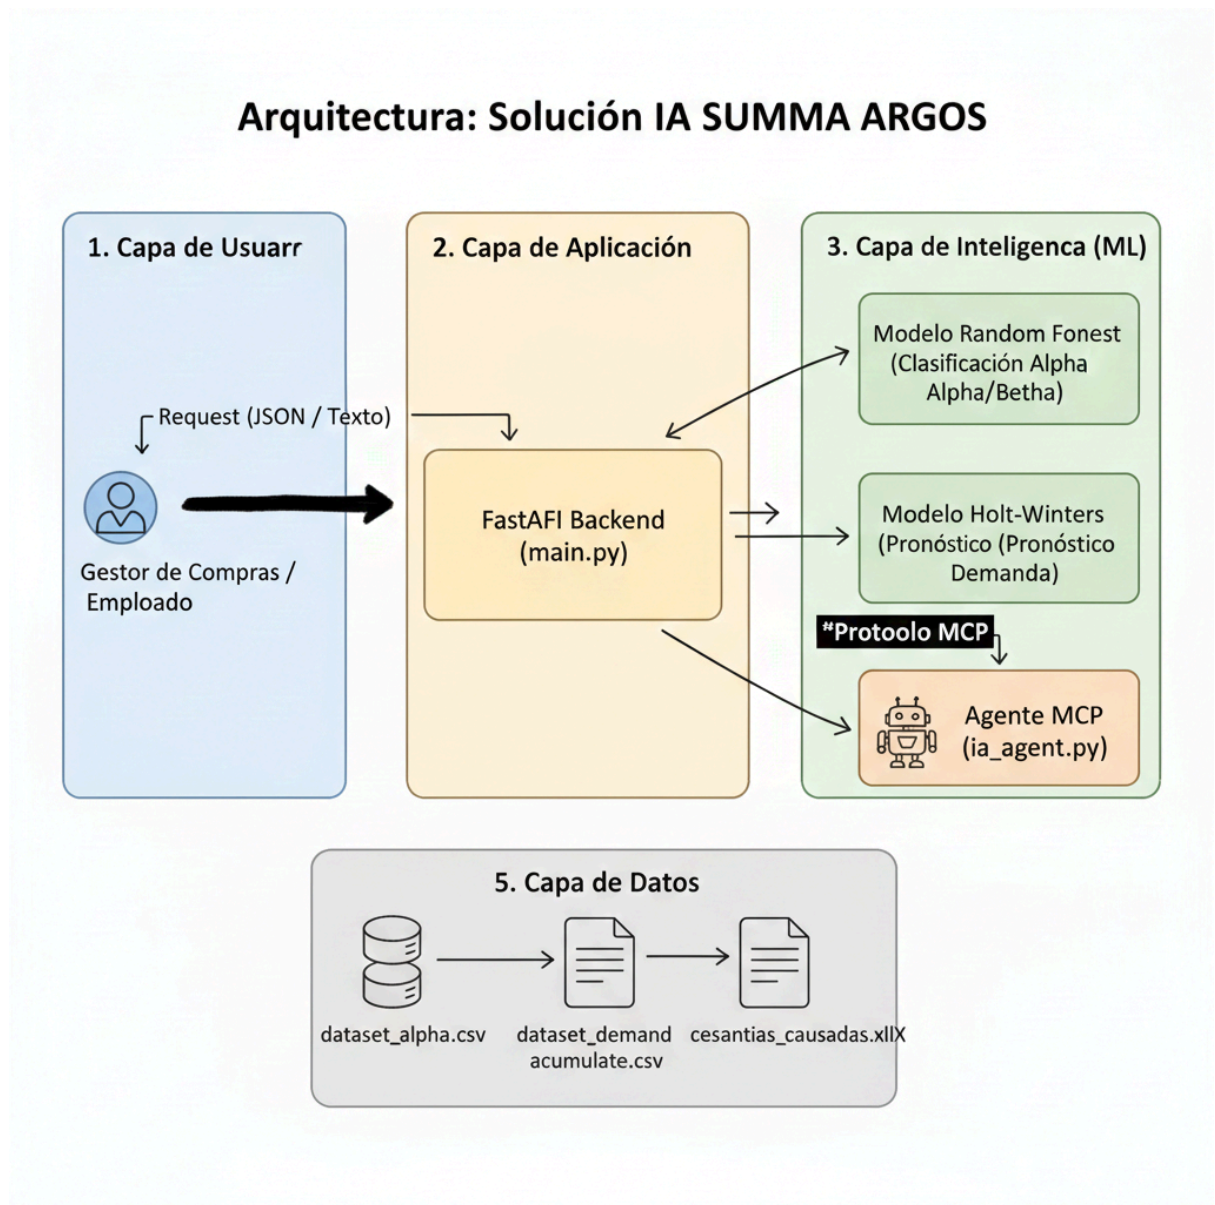 Arquitectura: Solución IA SUMMA ARGOS
1. Capa de Usuarr
Request (JSON / Texto)
Gestor de Compras /
Emploado
2. Capa de Aplicación
FastAFI Backend
(main.py)
3. Capa de Inteligenca (ML)
Modelo Random Fonest
(Clasificación Alpha
Alpha/Betha)
Modelo Holt-Winters
(Pronóstico (Pronóstico
Demanda)
#Protoolo MCP
Agente MCP
(ia_agent.py)
5. Capa de Datos
dataset_alpha.csv
dataset_demand
acumulate.csv
cesantias_causadas.xllX